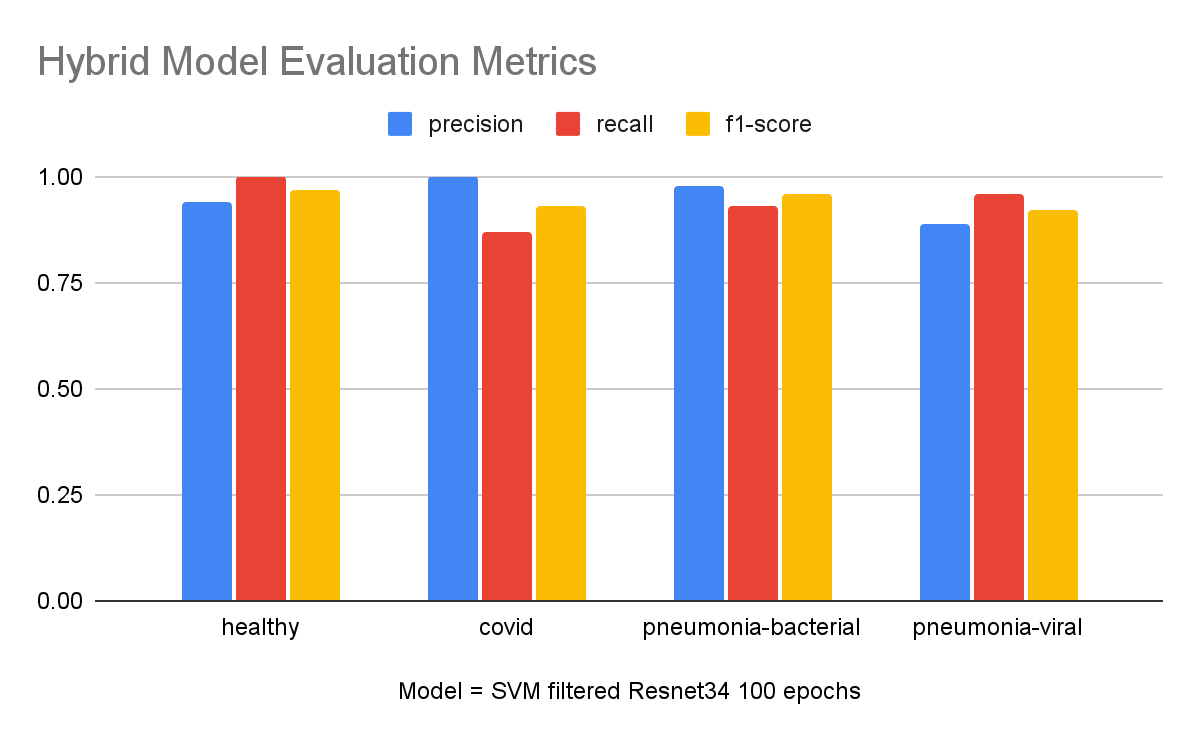 Hybrid Model Evaluation Metrics
precision recall f1-score
1.00
0.75
0.50
0.25
0.00
healthy covid pneumonia-bacterial pneumonia-viral
Model = SVM filtered Resnet34 100 epochs